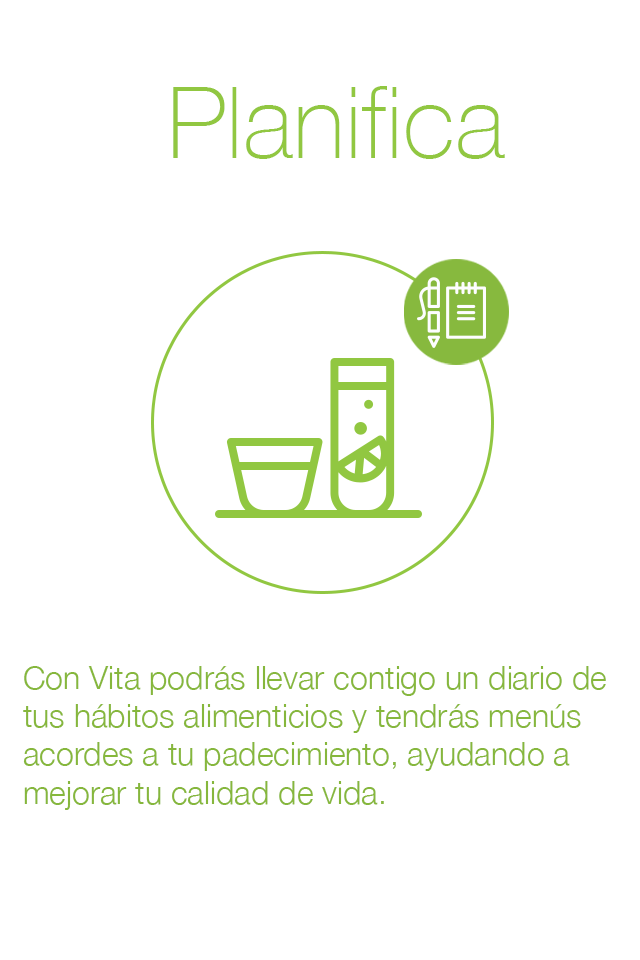 Planifica
Con Vita podrás llevar contigo un diario de
tus hábitos alimenticios y tendrás menús
acordes a tu padecimiento, ayudando a
mejorar tu calidad de vida.